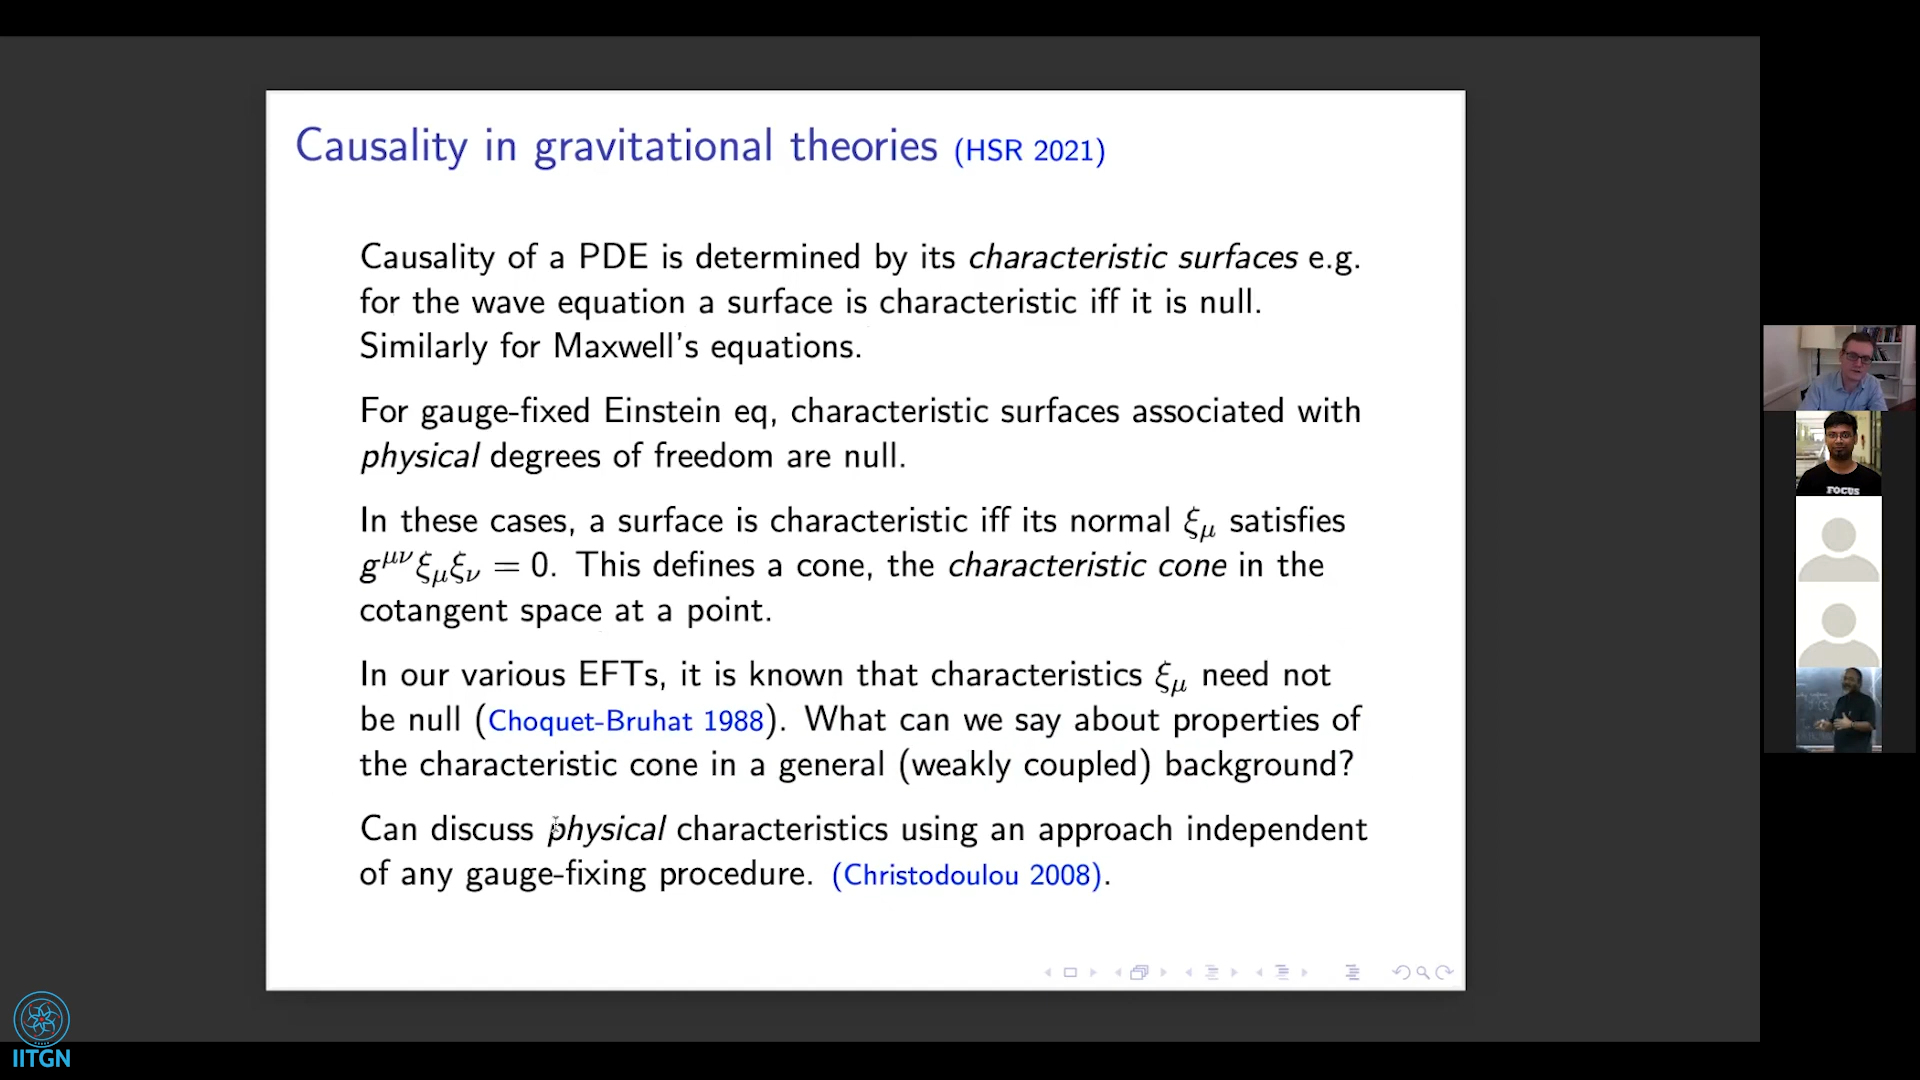 Causality in gravitational theories (HSR 2021)
Causality of a PDE is determined by its characteristic surfaces e.g.
for the wave equation a surface is characteristic iff it is null.
Similarly for Maxwell's equations.
For gauge-fixed Einstein eq, characteristic surfaces associated with
physical degrees of freedom are null.
In these cases, a surface is characteristic iff its normal ξμ satisfies
g^μν ξμξν = 0. This defines a cone, the characteristic cone in the
cotangent space at a point.
In our various EFTs, it is known that characteristics ξμ need not
be null (Choquet-Bruhat 1988). What can we say about properties of
the characteristic cone in a general (weakly coupled) background?
Can discuss physical characteristics using an approach independent
of any gauge-fixing procedure. (Christodoulou 2008).
FOCUS
IITGN